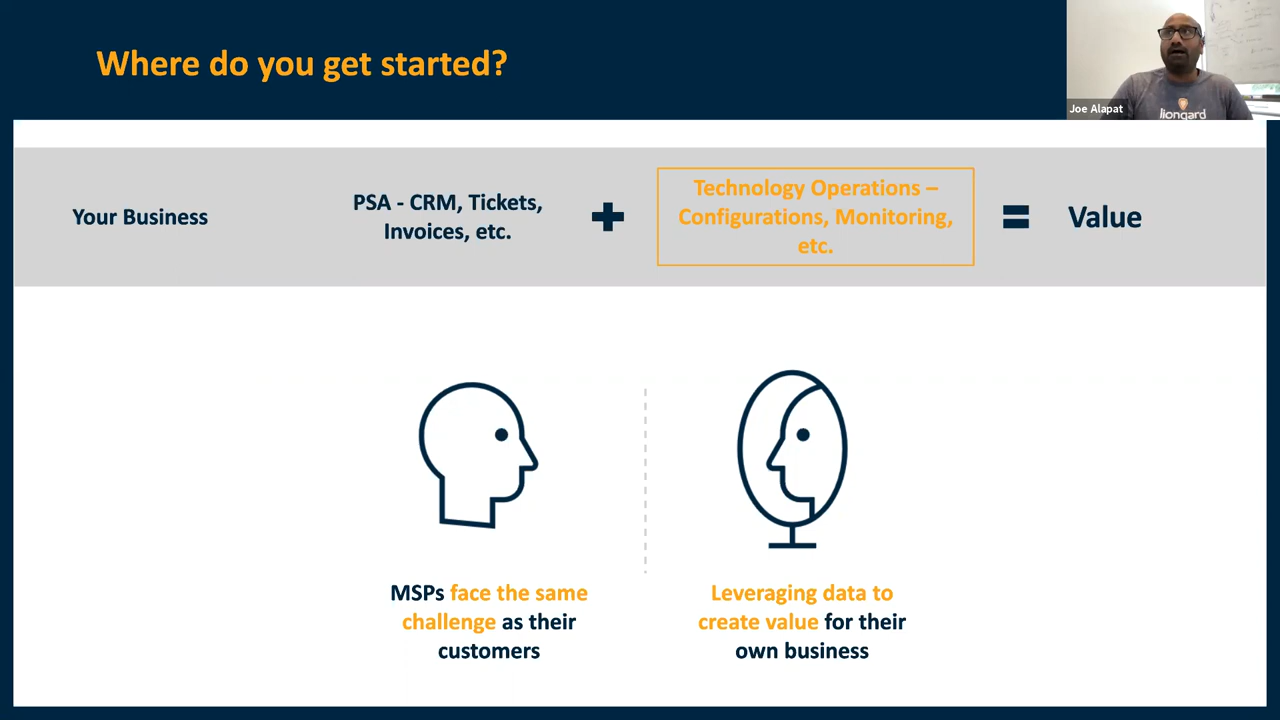 Where do you get started?
Joe Alapat
liongard
Your Business
PSA - CRM, Tickets,
Invoices, etc.
Technology Operations –
Configurations, Monitoring,
etc.
Value
MSPs face the same
challenge as their
customers
Leveraging data to
create value for their
own business